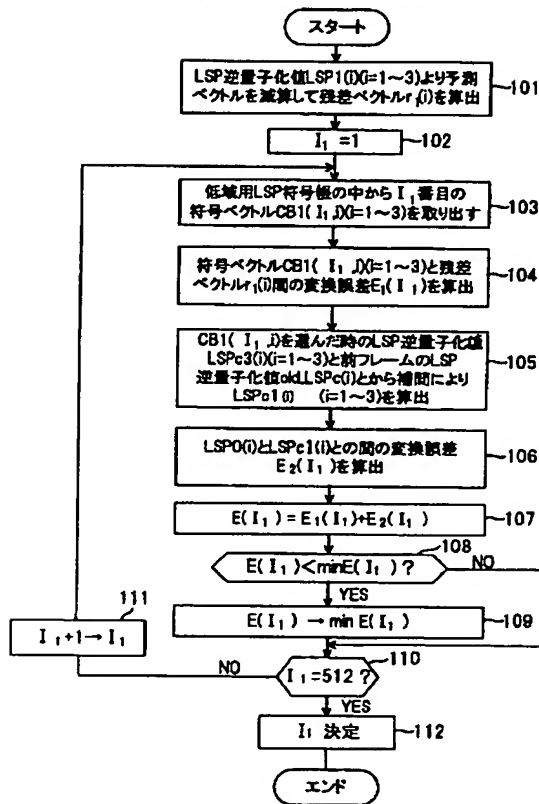 スタート
LSP逆量子化値LSP1(i)(i=1~3)より予測
ベクトルを減算して残差ベクトルr₁(i)を算出
101
I₁ =1
102
低域用LSP符号帳の中から I₁番目の
符号ベクトルCB1( I₁ ,i)(i=1~3)を取り出す
103
符号ベクトルCB1( I₁ ,i)(i=1~3)と残差
ベクトルr₁(i)間の変換誤差E₁( I₁ )を算出
104
CB1( I₁ ,i)を選んだ時のLSP逆量子化値
LSPc3(i)(i=1~3)と前フレームのLSP
逆量子化値old_LSPc(i)とから補間により
LSPc1(i) (i=1~3)を算出
105
LSP0(i)とLSPc1(i)との間の変換誤差
E₂( I₁ )を算出
106
E( I₁ ) = E₁( I₁ )+E₂( I₁ )
107
108
E( I₁ )<minE( I₁ )?
NO
YES
E( I₁ ) → min E( I₁ )
109
111
I₁ +1→ I₁
110
NO
I₁ =512 ?
YES
I₁ 決定
112
エンド